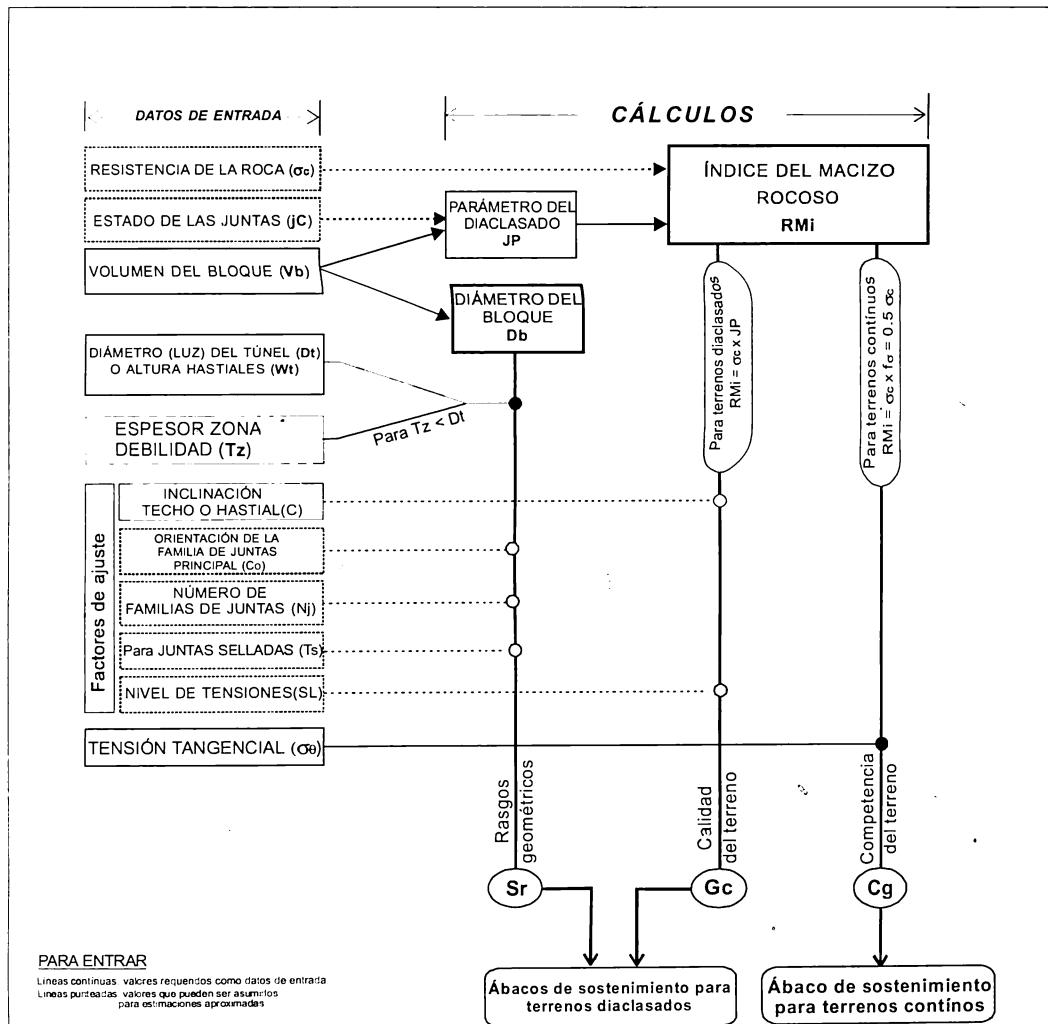 DATOS DE ENTRADA
CÁLCULOS
RESISTENCIA DE LA ROCA (σc)
ESTADO DE LAS JUNTAS (jC)
VOLUMEN DEL BLOQUE (Vb)
PARÁMETRO DEL
DIACLASADO
JP
ÍNDICE DEL MACIZO
ROCOSO
RMi
DIÁMETRO DEL
BLOQUE
Db
DIÁMETRO (LUZ) DEL TÚNEL (Dt)
O ALTURA HASTIALES (Wt)
ESPESOR ZONA
DEBILIDAD (Tz)
Para Tz < Dt
Para terrenos diaclasados
RMi = σc x JP
Para terrenos contínuos
RMi = σc x fσ = 0.5 σc
Factores de ajuste
INCLINACIÓN
TECHO O HASTIAL(C)
ORIENTACIÓN DE LA
FAMILIA DE JUNTAS
PRINCIPAL (Co)
NÚMERO DE
FAMILIAS DE JUNTAS (Nj)
Para JUNTAS SELLADAS (Ts)
NIVEL DE TENSIONES(SL)
TENSIÓN TANGENCIAL (σθ)
Rasgos
geométricos
Calidad
del terreno
Competencia
del terreno
Sr
Gc
Cg
PARA ENTRAR
Lineas continuas valores requendos como datos de entrada
Lineas punteadas valores que pueden ser asumidos
para estimaciones aproximadas
Ábacos de sostenimiento para
terrenos diaclasados
Ábaco de sostenimiento
para terrenos contínos